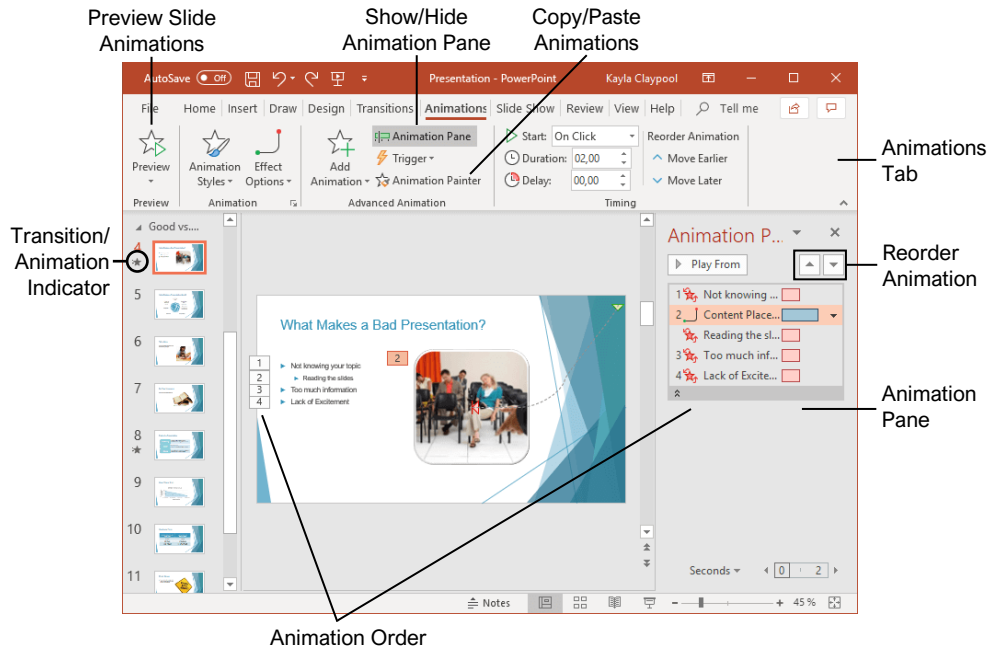 Preview Slide
Animations
Show/Hide
Animation Pane
Copy/Paste
Animations
AutoSave Off
Presentation - PowerPoint
Kayla Claypool
File Home Insert Draw Design Transitions Animations Slide Show Review View Help Tell me
Preview
Animation
Styles
Effect
Options
Add
Animation
Animation Pane
Trigger
Animation Painter
Start: On Click
Duration: 02,00
Delay: 00,00
Reorder Animation
Move Earlier
Move Later
Preview
Animation
Advanced Animation
Timing
Animations
Tab
Transition/
Animation
Indicator
Good vs....
4
5
6
7
8
9
10
11
What Makes a Bad Presentation?
1
2
3
4
Not knowing your topic
Reading the slides
Too much information
Lack of Excitement
2
Animation P...
Play From
1 Not knowing ...
2 Content Place...
Reading the sl...
3 Too much inf...
4 Lack of Excite...
Reorder
Animation
Animation
Pane
Seconds 0 2
Notes
45%
Animation Order